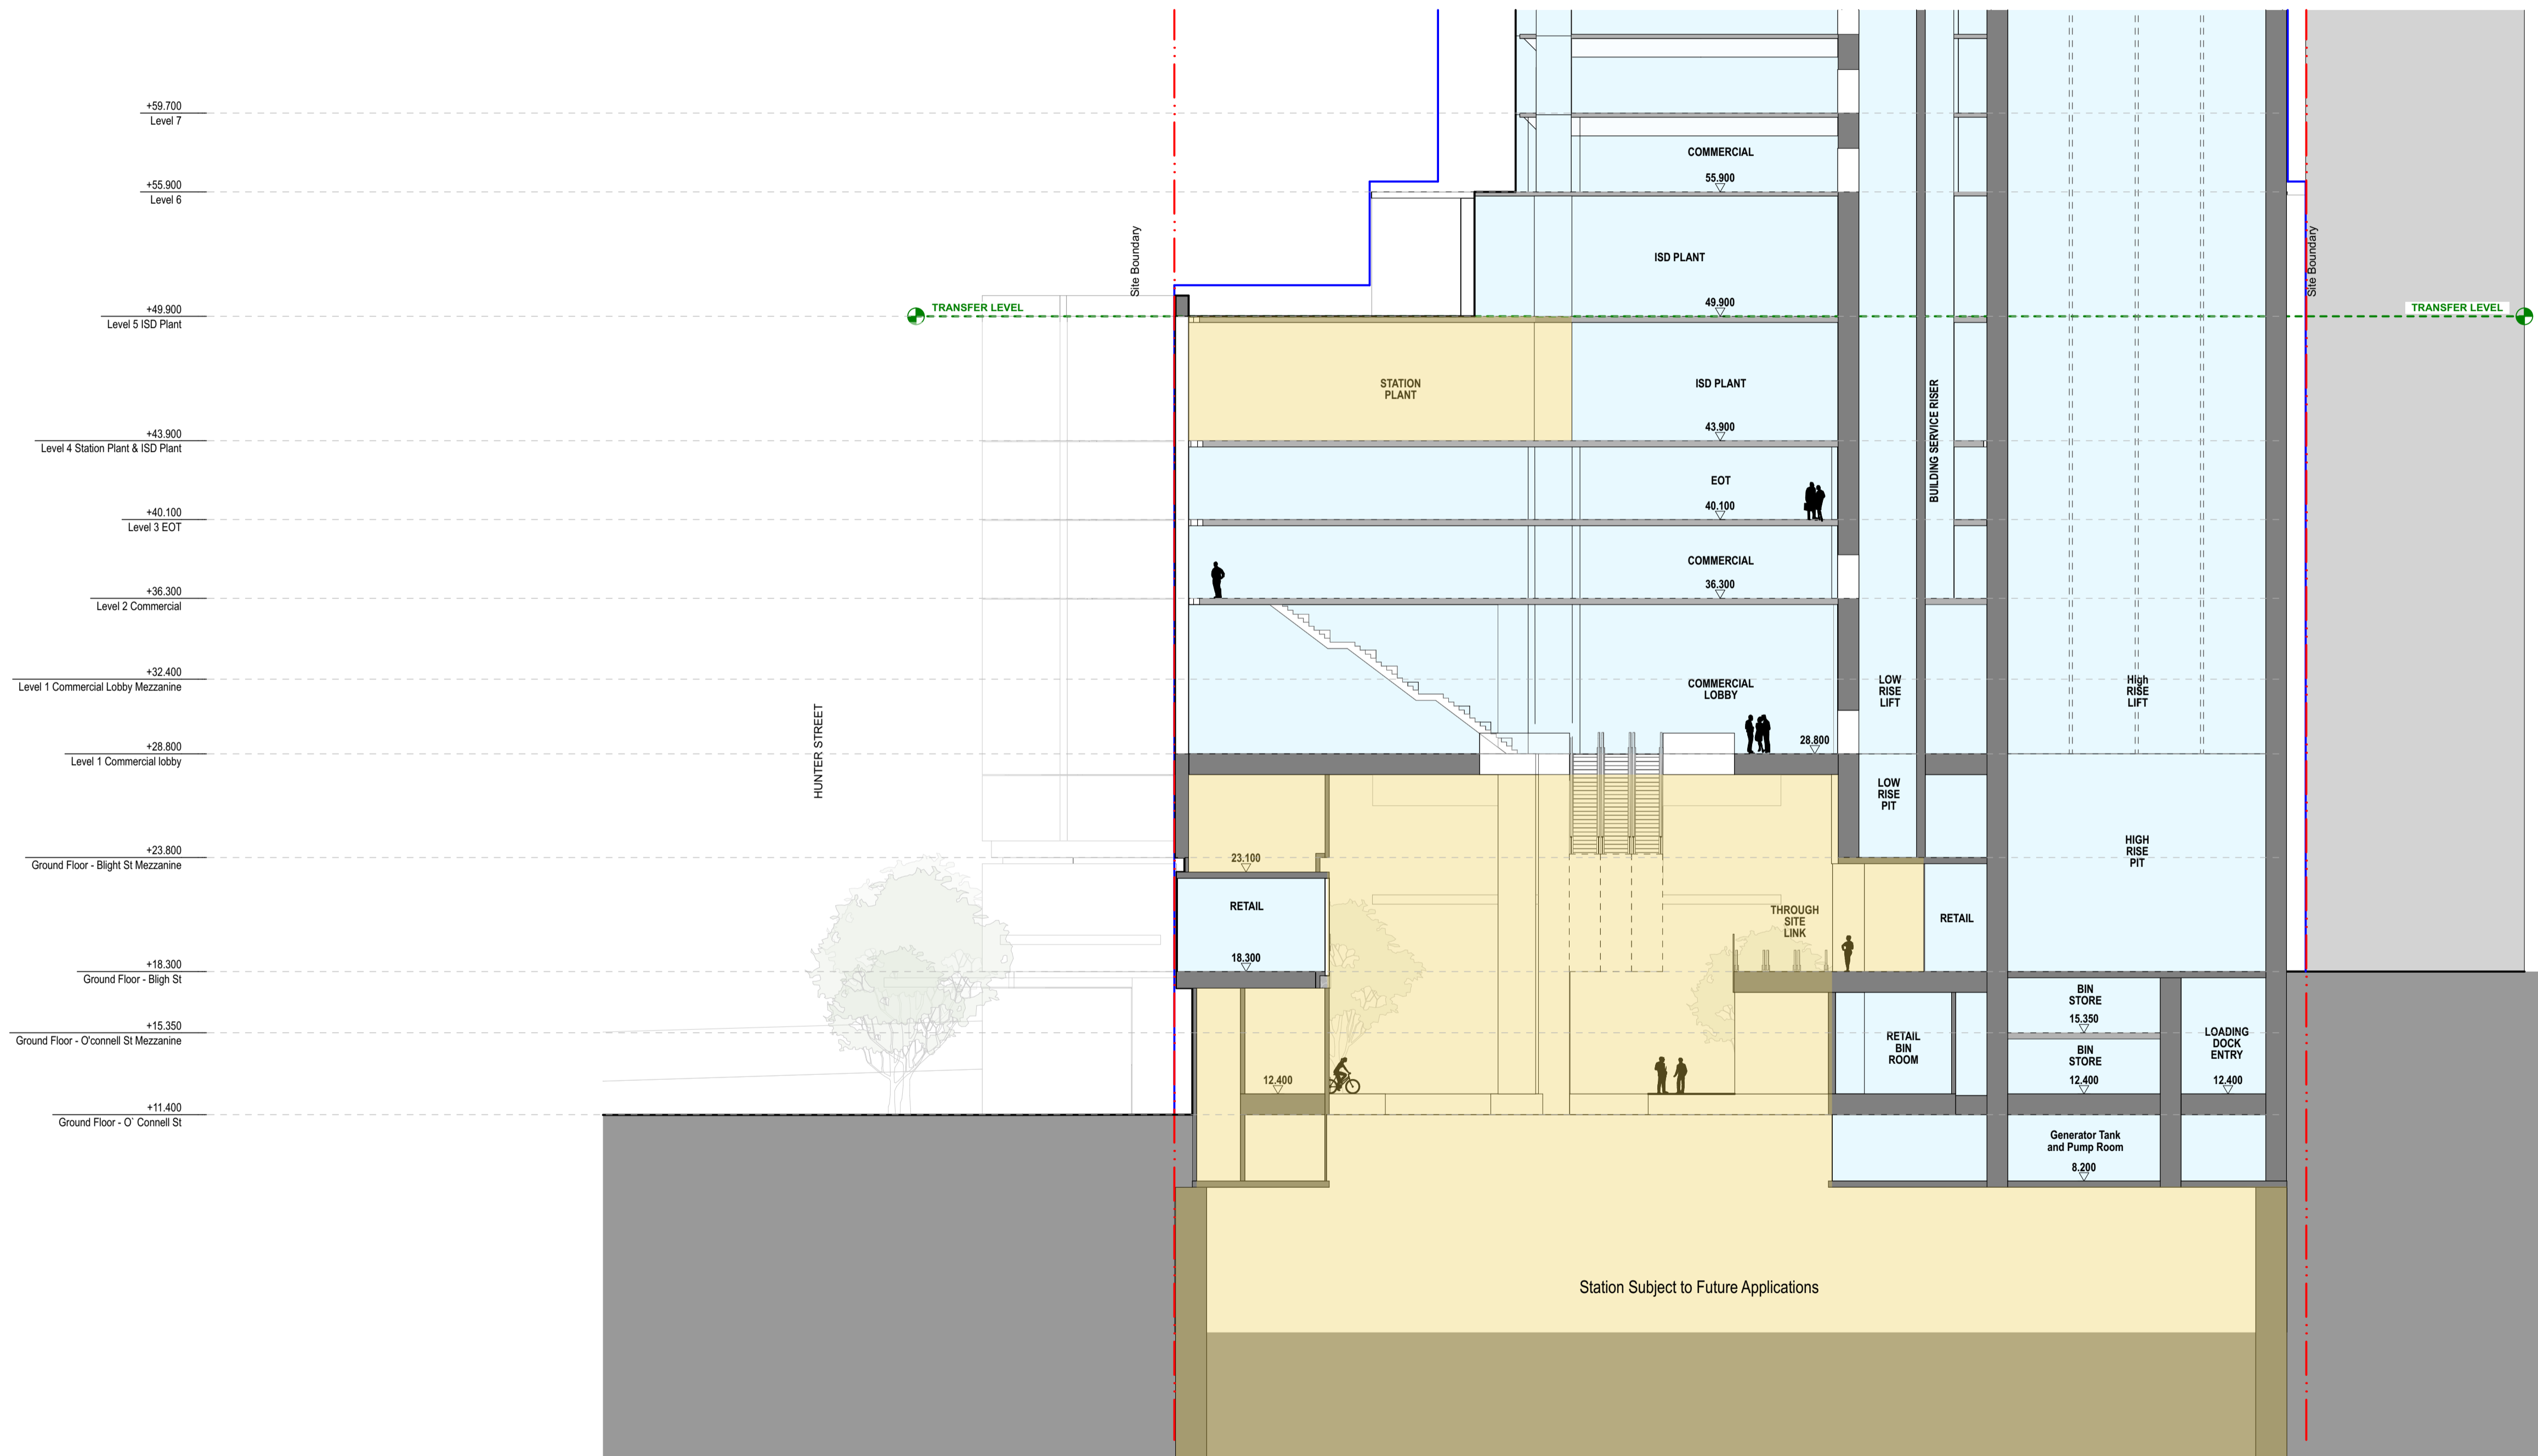 +59.700
Level 7
COMMERCIAL
55.900
+55.900
Level 6
Site Boundary
Site Boundary
ISD PLANT
49.900
+49.900
Level 5 ISD Plant
TRANSFER LEVEL
TRANSFER LEVEL
STATION
PLANT
ISD PLANT
43.900
+43.900
Level 4 Station Plant & ISD Plant
BUILDING SERVICE RISER
EOT
40.100
+40.100
Level 3 EOT
COMMERCIAL
36.300
+36.300
Level 2 Commercial
+32.400
Level 1 Commercial Lobby Mezzanine
COMMERCIAL
LOBBY
LOW
RISE
LIFT
High
RISE
LIFT
HUNTER STREET
28.800
+28.800
Level 1 Commercial lobby
LOW
RISE
PIT
HIGH
RISE
PIT
+23.800
Ground Floor - Blight St Mezzanine
23.100
RETAIL
18.300
THROUGH
SITE
LINK
RETAIL
+18.300
Ground Floor - Bligh St
BIN
STORE
15.350
+15.350
Ground Floor - O'connell St Mezzanine
RETAIL
BIN
ROOM
BIN
STORE
12.400
LOADING
DOCK
ENTRY
12.400
12.400
+11.400
Ground Floor - O` Connell St
Generator Tank
and Pump Room
8.200
Station Subject to Future Applications